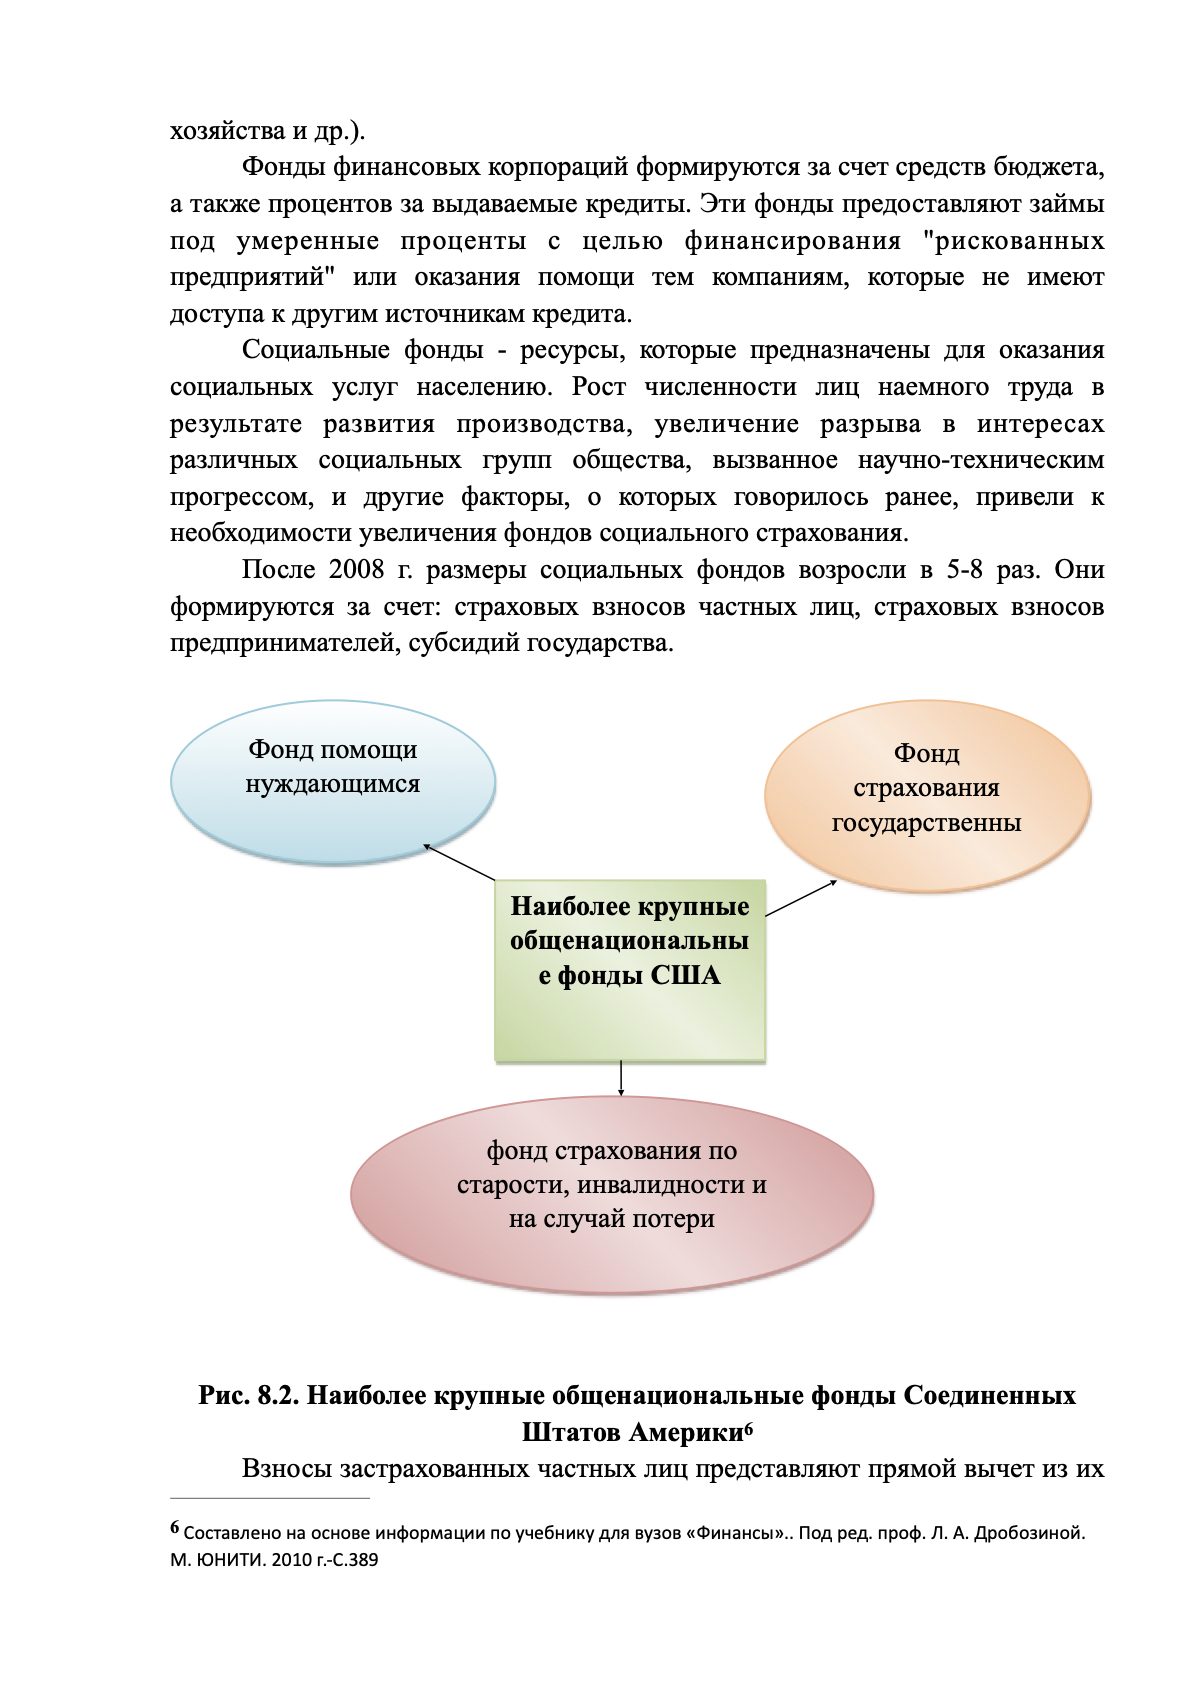 хозяйства и др.).
Фонды финансовых корпораций формируются за счет средств бюджета,
а также процентов за выдаваемые кредиты. Эти фонды предоставляют займы
под умеренные проценты с целью финансирования "рискованных
предприятий" или оказания помощи тем компаниям, которые не имеют
доступа к другим источникам кредита.
Социальные фонды - ресурсы, которые предназначены для оказания
социальных услуг населению. Рост численности лиц наемного труда в
результате развития производства, увеличение разрыва в интересах
различных социальных групп общества, вызванное научно-техническим
прогрессом, и другие факторы, о которых говорилось ранее, привели к
необходимости увеличения фондов социального страхования.
После 2008 г. размеры социальных фондов возросли в 5-8 раз. Они
формируются за счет: страховых взносов частных лиц, страховых взносов
предпринимателей, субсидий государства.
Фонд помощи
нуждающимся
Фонд
страхования
государственны
Наиболее крупные
общенациональны
е фонды США
фонд страхования по
старости, инвалидности и
на случай потери
Рис. 8.2. Наиболее крупные общенациональные фонды Соединенных
Штатов Америки6
Взносы застрахованных частных лиц представляют прямой вычет из их
6 Составлено на основе информации по учебнику для вузов «Финансы».. Под ред. проф. Л. А. Дробозиной.
М. ЮНИТИ. 2010 г.-С.389